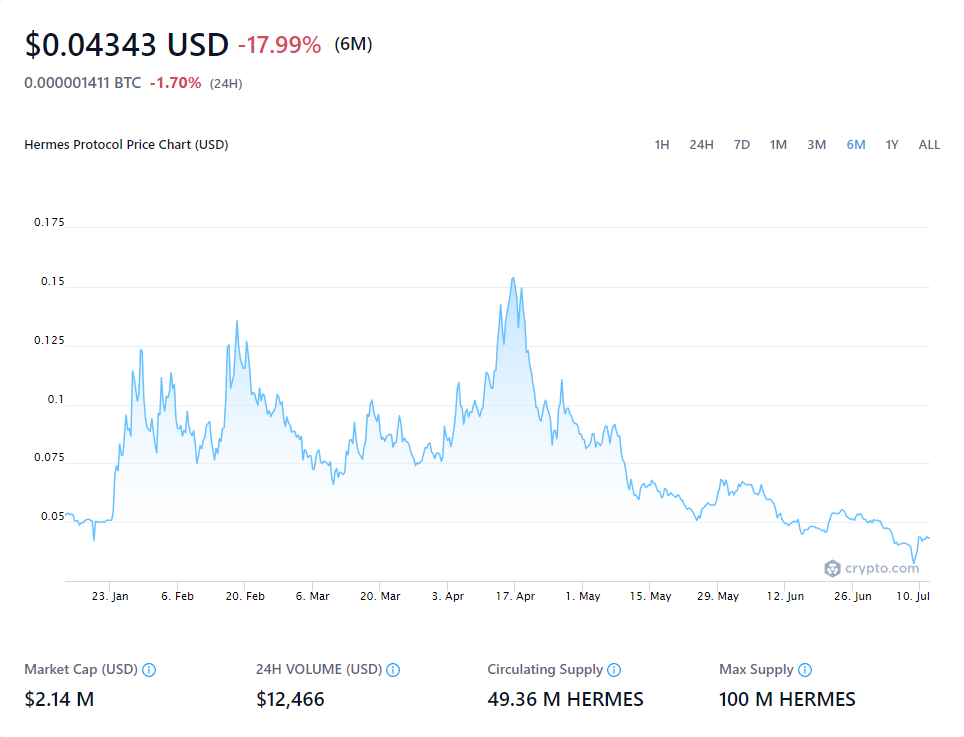 $0.04343 USD -17.99% (6M)
0.000001411 BTC -1.70% (24H)
Hermes Protocol Price Chart (USD)
1H 24H 7D 1M 3M 6M 1Y ALL
0.175
0.15
0.125
0.1
0.075
0.05
crypto.com
23. Jan 6. Feb 20. Feb 6. Mar 20. Mar 3. Apr 17. Apr 1. May 15. May 29. May 12. Jun 26. Jun 10. Jul
Market Cap (USD) 24H VOLUME (USD) Circulating Supply Max Supply
$2.14 M $12,466 49.36 M HERMES 100 M HERMES